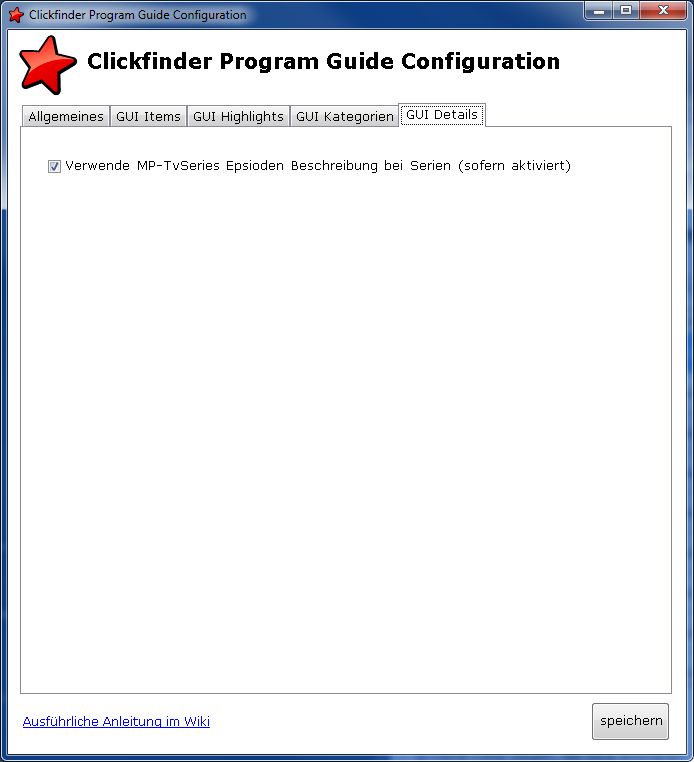 Clickfinder Program Guide Configuration
Clickfinder Program Guide Configuration
Allgemeines GUI Items GUI Highlights GUI Kategorien GUI Details
Verwende MP-TvSeries Epsioden Beschreibung bei Serien (sofern aktiviert)
Ausführliche Anleitung im Wiki speichern